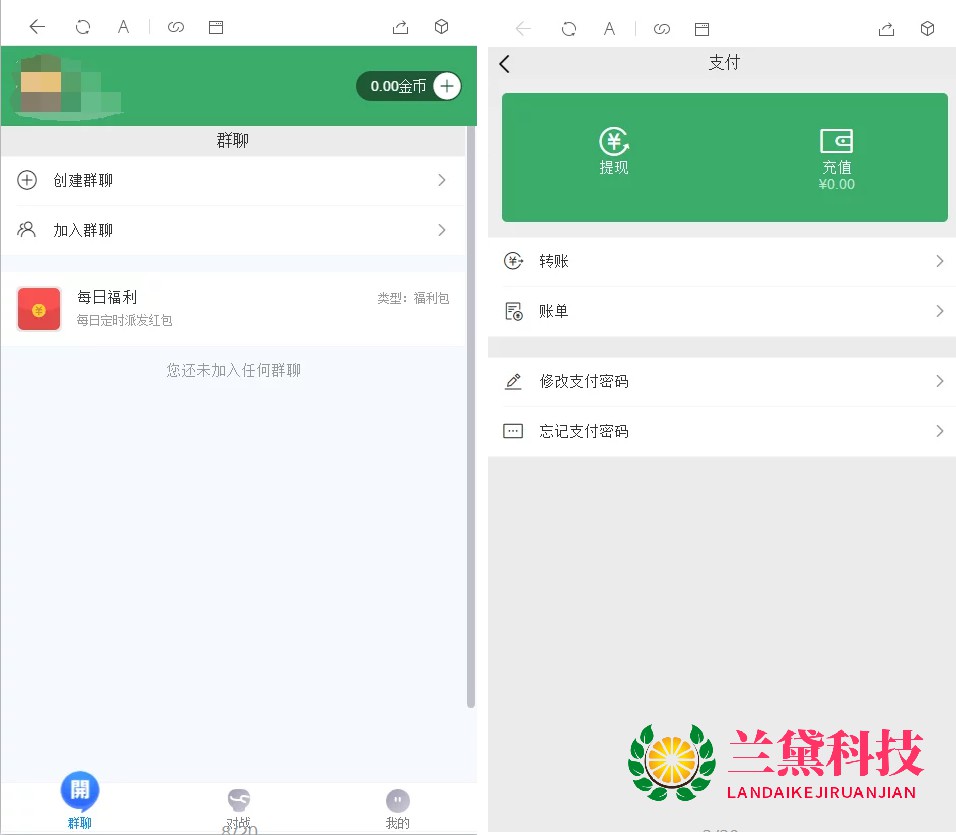 A
0.00金币
群聊
创建群聊
加入群聊
每日福利
类型：福利包
每日定时派发红包
您还未加入任何群聊
開
群聊
对战
我的
8/20
A
支付
提现
充值
¥0.00
转账
账单
修改支付密码
忘记支付密码
兰黛科技
LANDAIKEJIRUANJIAN